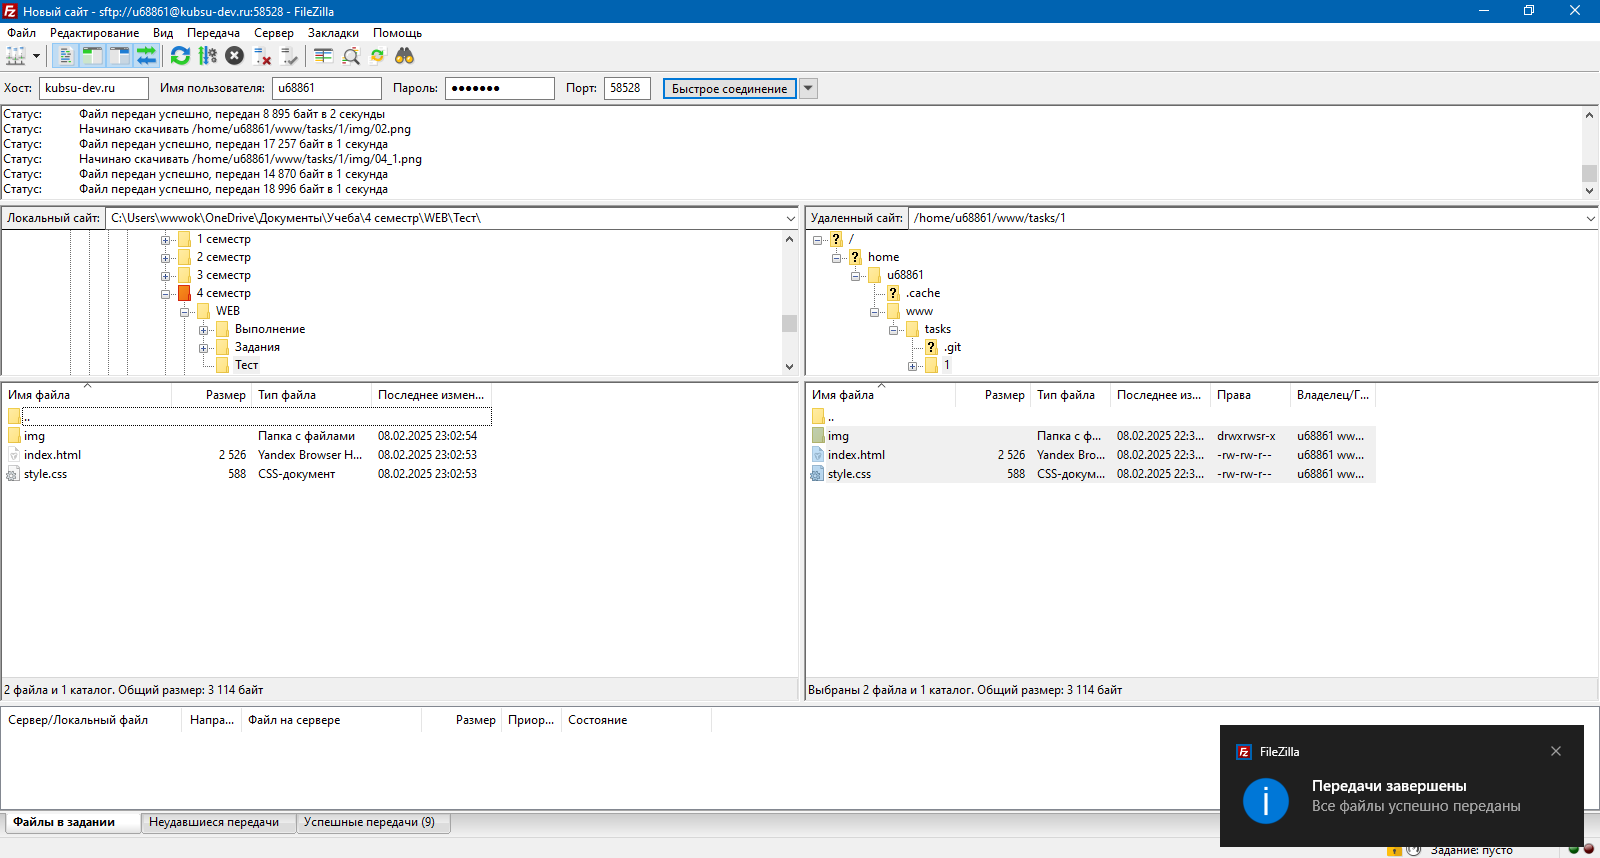 Новый сайт - sftp://u68861@kubsu-dev.ru:58528 - FileZilla
Файл Редактирование Вид Передача Сервер Закладки Помощь
Хост: kubsu-dev.ru Имя пользователя: u68861 Пароль: ●●●●●●● Порт: 58528 Быстрое соединение
Статус: Файл передан успешно, передан 8 895 байт в 2 секунды
Статус: Начинаю скачивать /home/u68861/www/tasks/1/img/02.png
Статус: Файл передан успешно, передан 17 257 байт в 1 секунда
Статус: Начинаю скачивать /home/u68861/www/tasks/1/img/04_1.png
Статус: Файл передан успешно, передан 14 870 байт в 1 секунда
Статус: Файл передан успешно, передан 18 996 байт в 1 секунда
Локальный сайт: C:\Users\wwwok\OneDrive\Документы\Учеба\4 семестр\WEB\Тест\
1 семестр
2 семестр
3 семестр
4 семестр
WEB
Выполнение
Задания
Тест
Удаленный сайт: /home/u68861/www/tasks/1
/
home
u68861
.cache
www
tasks
.git
1
Имя файла Размер Тип файла Последнее измен...
..
img Папка с файлами 08.02.2025 23:02:54
index.html 2 526 Yandex Browser H... 08.02.2025 23:02:53
style.css 588 CSS-документ 08.02.2025 23:02:53
2 файла и 1 каталог. Общий размер: 3 114 байт
Имя файла Размер Тип файла Последнее из... Права Владелец/Г...
..
img Папка с ф... 08.02.2025 22:3... drwxrwsr-x u68861 ww...
index.html 2 526 Yandex Bro... 08.02.2025 22:3... -rw-rw-r-- u68861 ww...
style.css 588 CSS-докум... 08.02.2025 22:3... -rw-rw-r-- u68861 ww...
Выбраны 2 файла и 1 каталог. Общий размер: 3 114 байт
Сервер/Локальный файл Напра... Файл на сервере Размер Приор... Состояние
FileZilla
Передачи завершены
Все файлы успешно переданы
Файлы в задании Неудавшиеся передачи Успешные передачи (9)
Задание: пусто